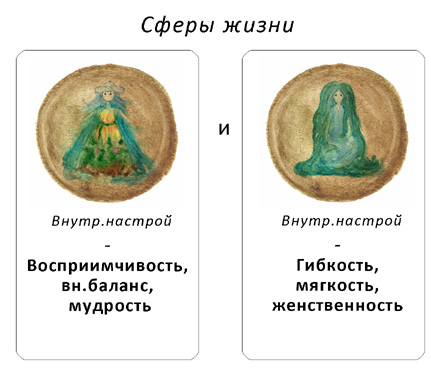 Сферы жизни
и
Внутр.настрой
-
Восприимчивость,
вн.баланс,
мудрость
Внутр.настрой
-
Гибкость,
мягкость,
женственность